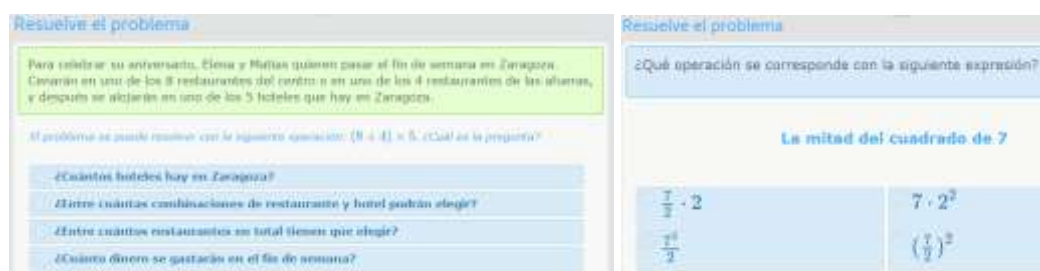 Resuelve el problema
Para celebrar su aniversario, Elena y Matías quieren pasar el fin de semana en Zaragoza.
Cenarán en uno de los 8 restaurantes del centro o en uno de los 4 restaurantes de las afueras,
y después se alojarán en uno de los 5 hoteles que hay en Zaragoza.
El problema se puede resolver con la siguiente operación: (8 + 4) × 5. ¿Cuál es la pregunta?
¿Cuántos hoteles hay en Zaragoza?
¿Entre cuántas combinaciones de restaurante y hotel podrán elegir?
¿Entre cuántos restaurantes en total tienen que elegir?
¿Cuánto dinero se gastarán en el fin de semana?
Resuelve el problema
¿Qué operación se corresponde con la siguiente expresión?
La mitad del cuadrado de 7
7/2 · 2
7 · 2²
7²/2
(7/2)²